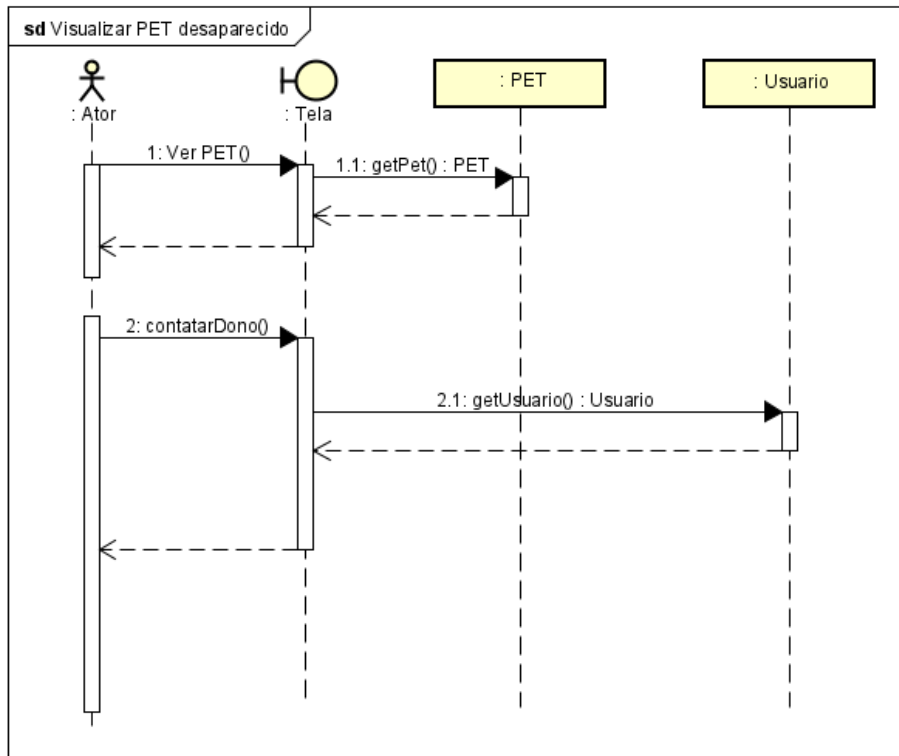 sd Visualizar PET desaparecido
: Ator
: Tela
: PET
: Usuario
1: Ver PET()
1.1: getPet() : PET
2: contatarDono()
2.1: getUsuario() : Usuario